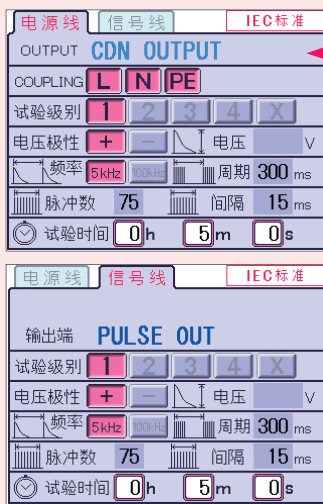 电源线 信号线 IEC标准
OUTPUT CDN OUTPUT
COUPLING L N PE
试验级别 1 2 3 4 X
电压极性 + - 电压 V
频率 5kHz 100kHz 周期 300 ms
脉冲数 75 间隔 15 ms
试验时间 0 h 5 m 0 s
电源线 信号线 IEC标准
输出端 PULSE OUT
试验级别 1 2 3 4 X
电压极性 + - 电压 V
频率 5kHz 100kHz 周期 300 ms
脉冲数 75 间隔 15 ms
试验时间 0 h 5 m 0 s